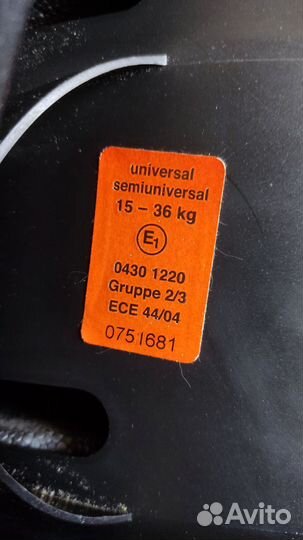 universal
semiuniversal
15 – 36 kg
E1
0430 1220
Gruppe 2/3
ECE 44/04
0751681
Avito